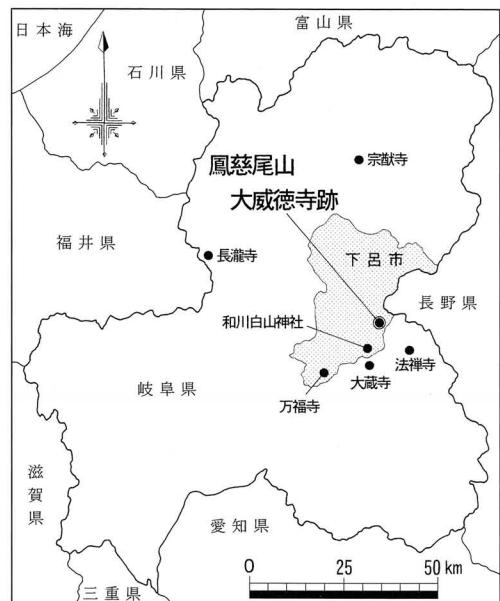 日本海
富山県
石川県
鳳慈尾山
大威徳寺跡
宗猷寺
福井県
長瀧寺
下呂市
長野県
和川白山神社
岐阜県
万福寺
大蔵寺
法禅寺
滋賀県
愛知県
三重県
0 25 50 km